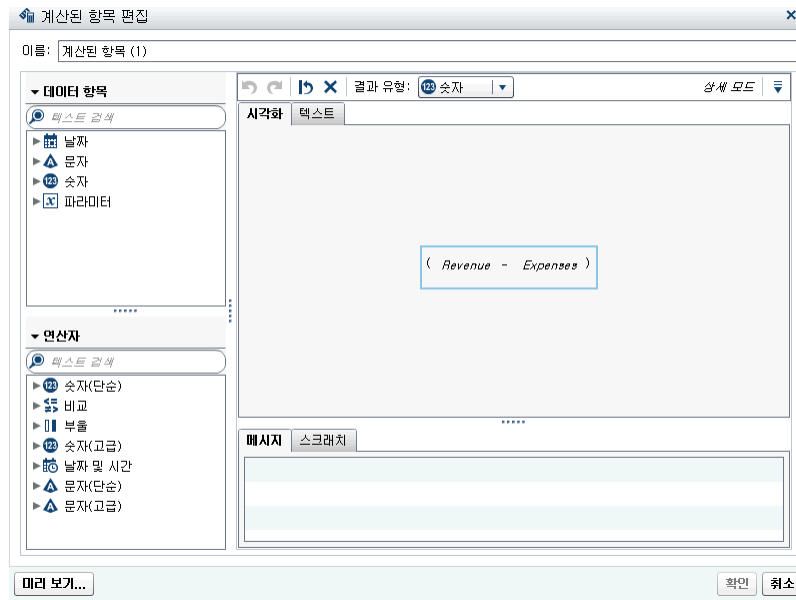 계산된 항목 편집
이름: 계산된 항목 (1)
데이터 항목
텍스트 검색
날짜
문자
숫자
파라미터
연산자
텍스트 검색
숫자(단순)
비교
부울
숫자(고급)
날짜 및 시간
문자(단순)
문자(고급)
결과 유형: 숫자 상세 모드
시각화 텍스트
( Revenue - Expenses )
메시지 스크래치
미리 보기... 확인 취소